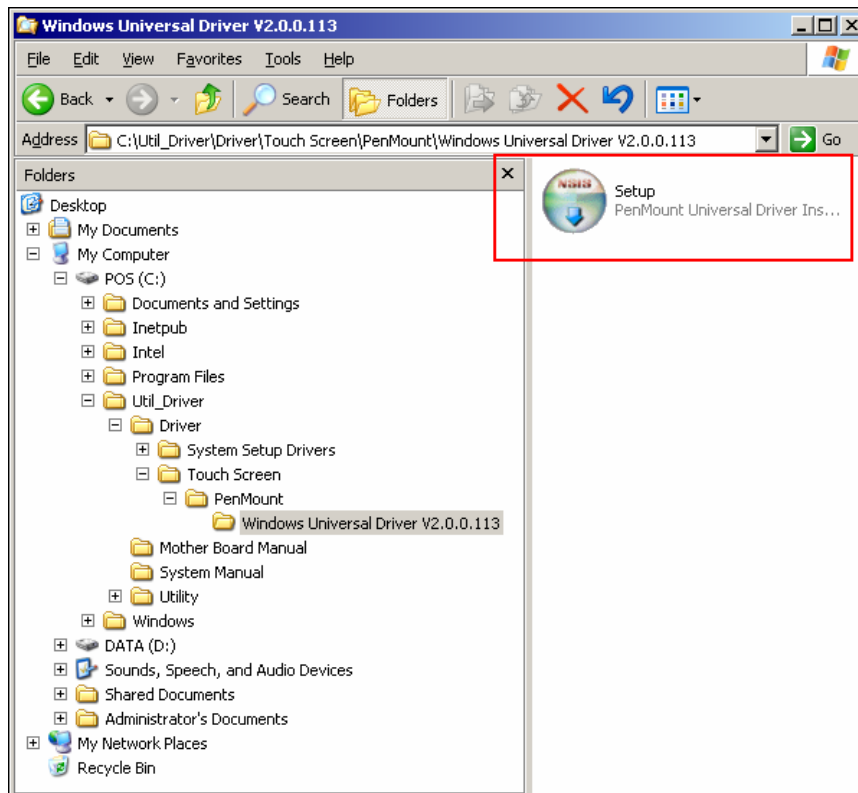 Windows Universal Driver V2.0.0.113
File Edit View Favorites Tools Help
Back Search Folders
Address C:\Util_Driver\Driver\Touch Screen\PenMount\Windows Universal Driver V2.0.0.113 Go
Folders
Desktop
My Documents
My Computer
POS (C:)
Documents and Settings
Inetpub
Intel
Program Files
Util_Driver
Driver
System Setup Drivers
Touch Screen
PenMount
Windows Universal Driver V2.0.0.113
Mother Board Manual
System Manual
Utility
Windows
DATA (D:)
Sounds, Speech, and Audio Devices
Shared Documents
Administrator's Documents
My Network Places
Recycle Bin
NSIS
Setup
PenMount Universal Driver Ins...